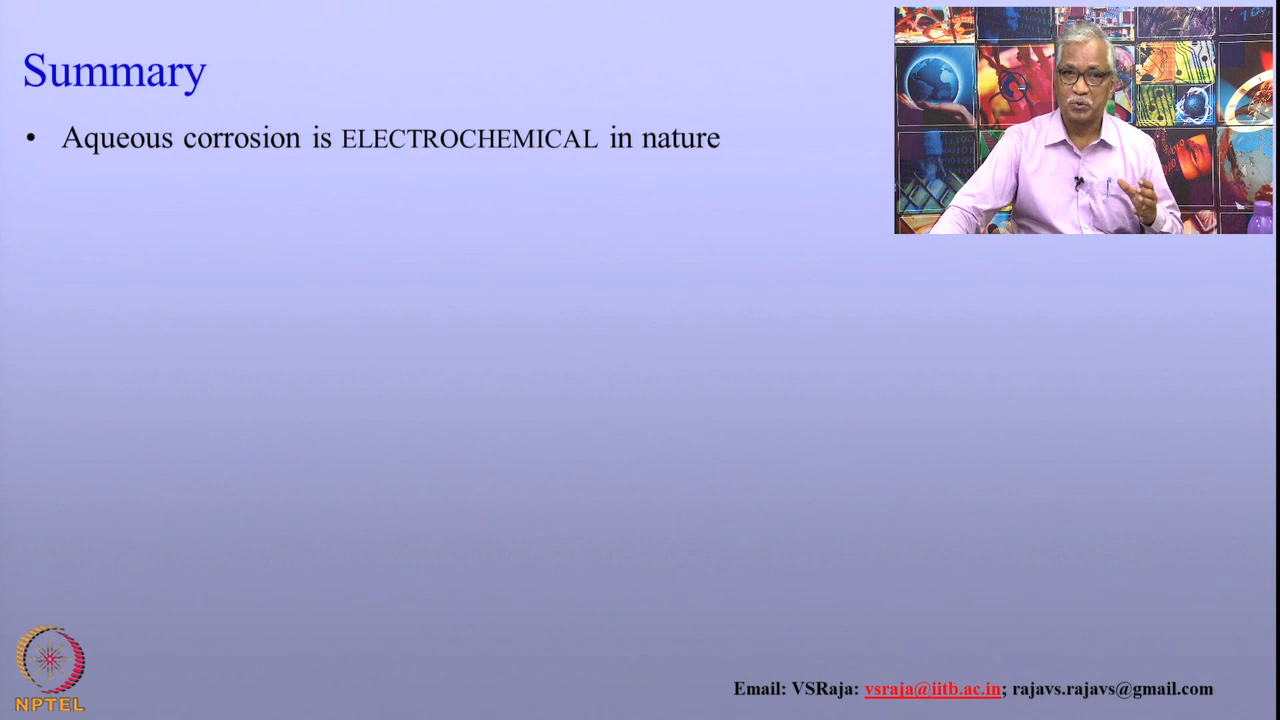 Summary
• Aqueous corrosion is ELECTROCHEMICAL in nature
NPTEL
Email: VSRaja: vsraja@iitb.ac.in; rajavs.rajavs@gmail.com